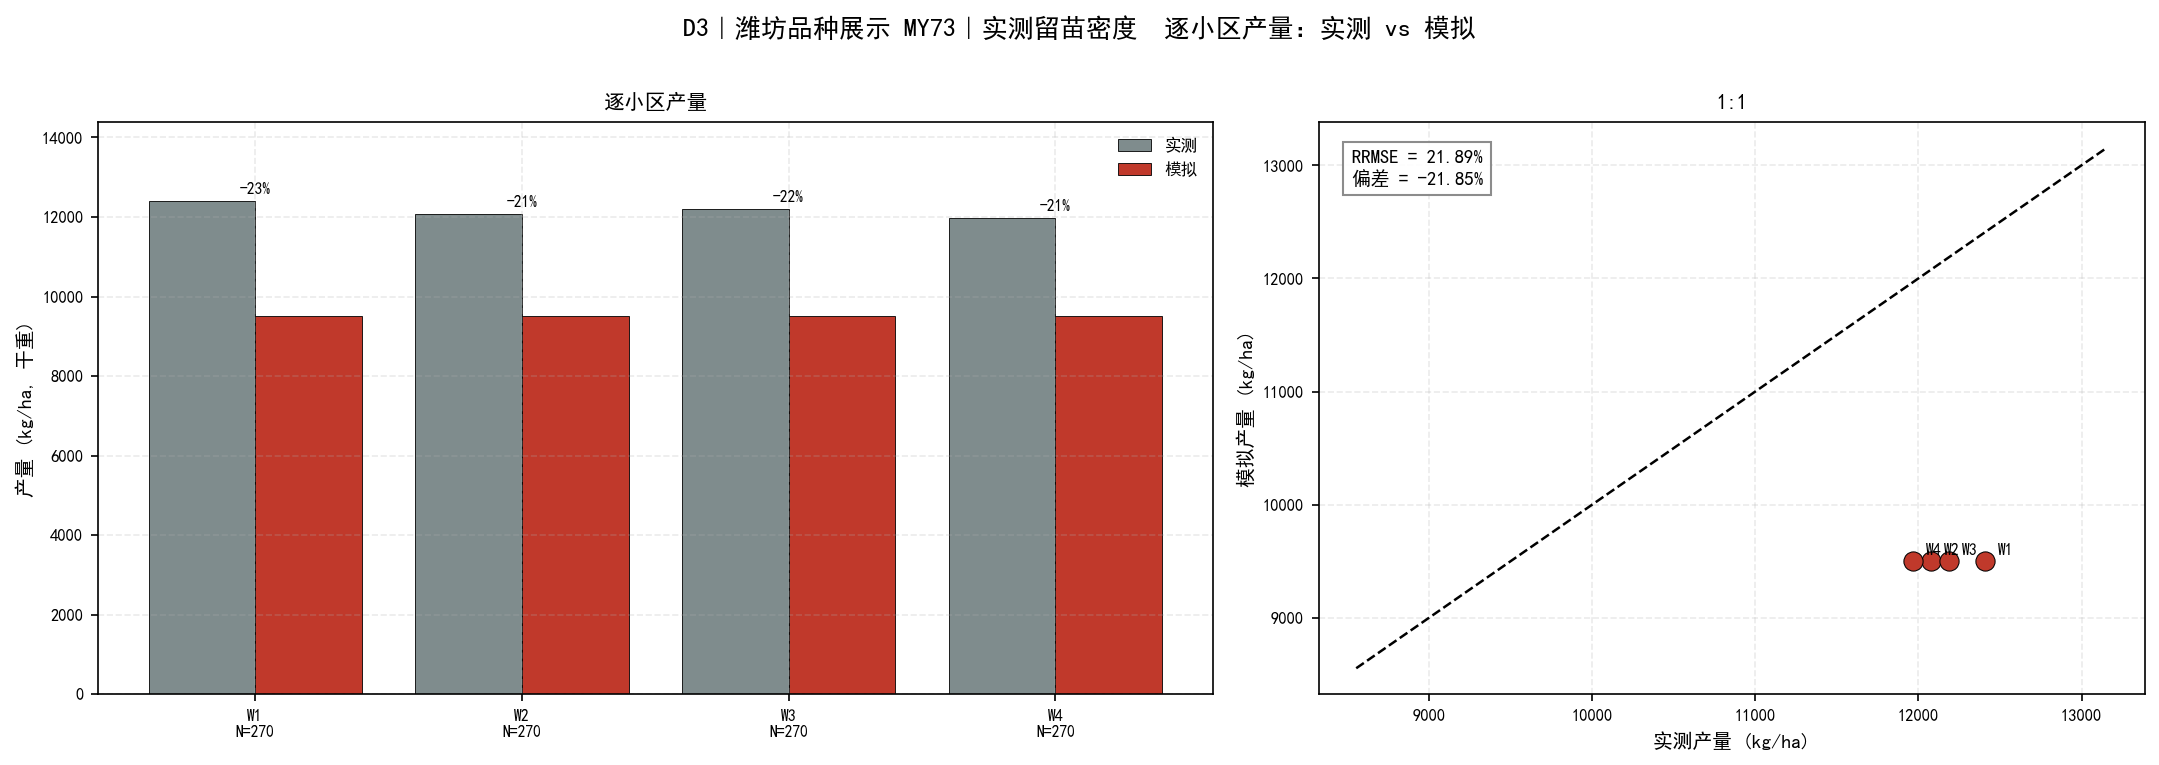 D3｜潍坊品种展示 MY73｜实测留苗密度  逐小区产量：实测 vs 模拟
逐小区产量
14000
12000
10000
8000
6000
4000
2000
0
产量 (kg/ha, 干重)
实测
模拟
−23%
−21%
−22%
−21%
W1
N=270
W2
N=270
W3
N=270
W4
N=270
1:1
RRMSE = 21.89%
偏差 = −21.85%
13000
12000
11000
10000
9000
模拟产量 (kg/ha)
W4
W2
W3
W1
9000
10000
11000
12000
13000
实测产量 (kg/ha)